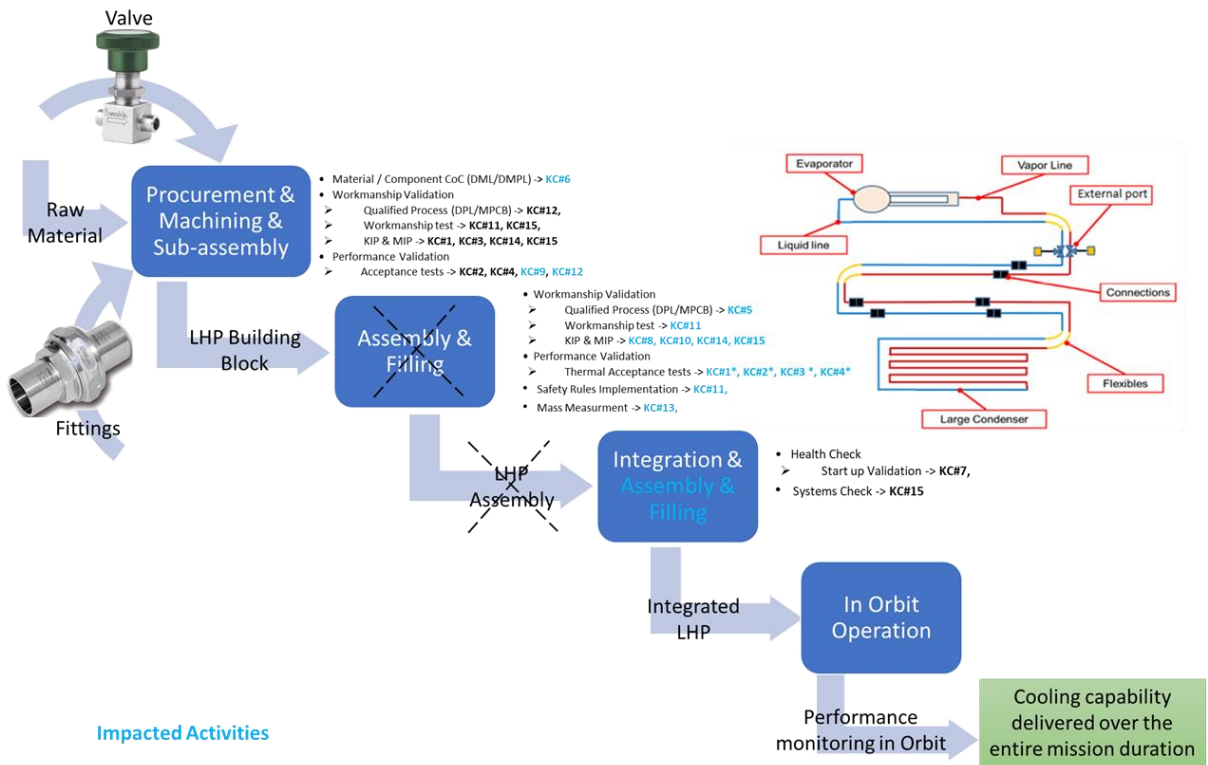 Valve
Raw
Material
Fittings
Procurement &
Machining &
Sub-assembly
• Material / Component CoC (DML/DMPL) -> KC#6
• Workmanship Validation
➢ Qualified Process (DPL/MPCB) -> KC#12,
➢ Workmanship test -> KC#11, KC#15,
➢ KIP & MIP -> KC#1, KC#3, KC#14, KC#15
• Performance Validation
➢ Acceptance tests -> KC#2, KC#4, KC#9, KC#12
LHP Building
Block
Assembly &
Filling
• Workmanship Validation
➢ Qualified Process (DPL/MPCB) -> KC#5
➢ Workmanship test -> KC#11
➢ KIP & MIP -> KC#8, KC#10, KC#14, KC#15
• Performance Validation
➢ Thermal Acceptance tests -> KC#1*, KC#2*, KC#3 *, KC#4*
• Safety Rules Implementation -> KC#11,
• Mass Measurment -> KC#13,
Evaporator
Vapor Line
External port
Liquid line
Connections
Flexibles
Large Condenser
LHP
Assembly
Integration &
Assembly &
Filling
• Health Check
➢ Start up Validation -> KC#7,
• Systems Check -> KC#15
Integrated
LHP
In Orbit
Operation
Performance
monitoring in Orbit
Cooling capability
delivered over the
entire mission duration
Impacted Activities